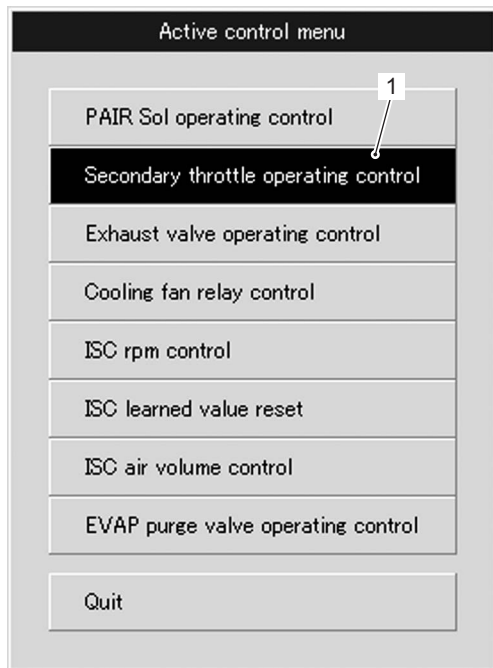 Active control menu
1
PAIR Sol operating control
Secondary throttle operating control
Exhaust valve operating control
Cooling fan relay control
ISC rpm control
ISC learned value reset
ISC air volume control
EVAP purge valve operating control
Quit